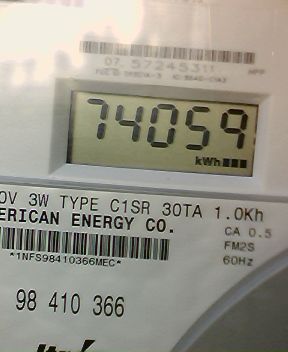 07 57245311
74059
kWh
0V 3W TYPE C1SR 30TA 1.0Kh
ERICAN ENERGY CO.
CA 0.5
FM2S
60Hz
*1NFS98410366MEC*
98 410 366